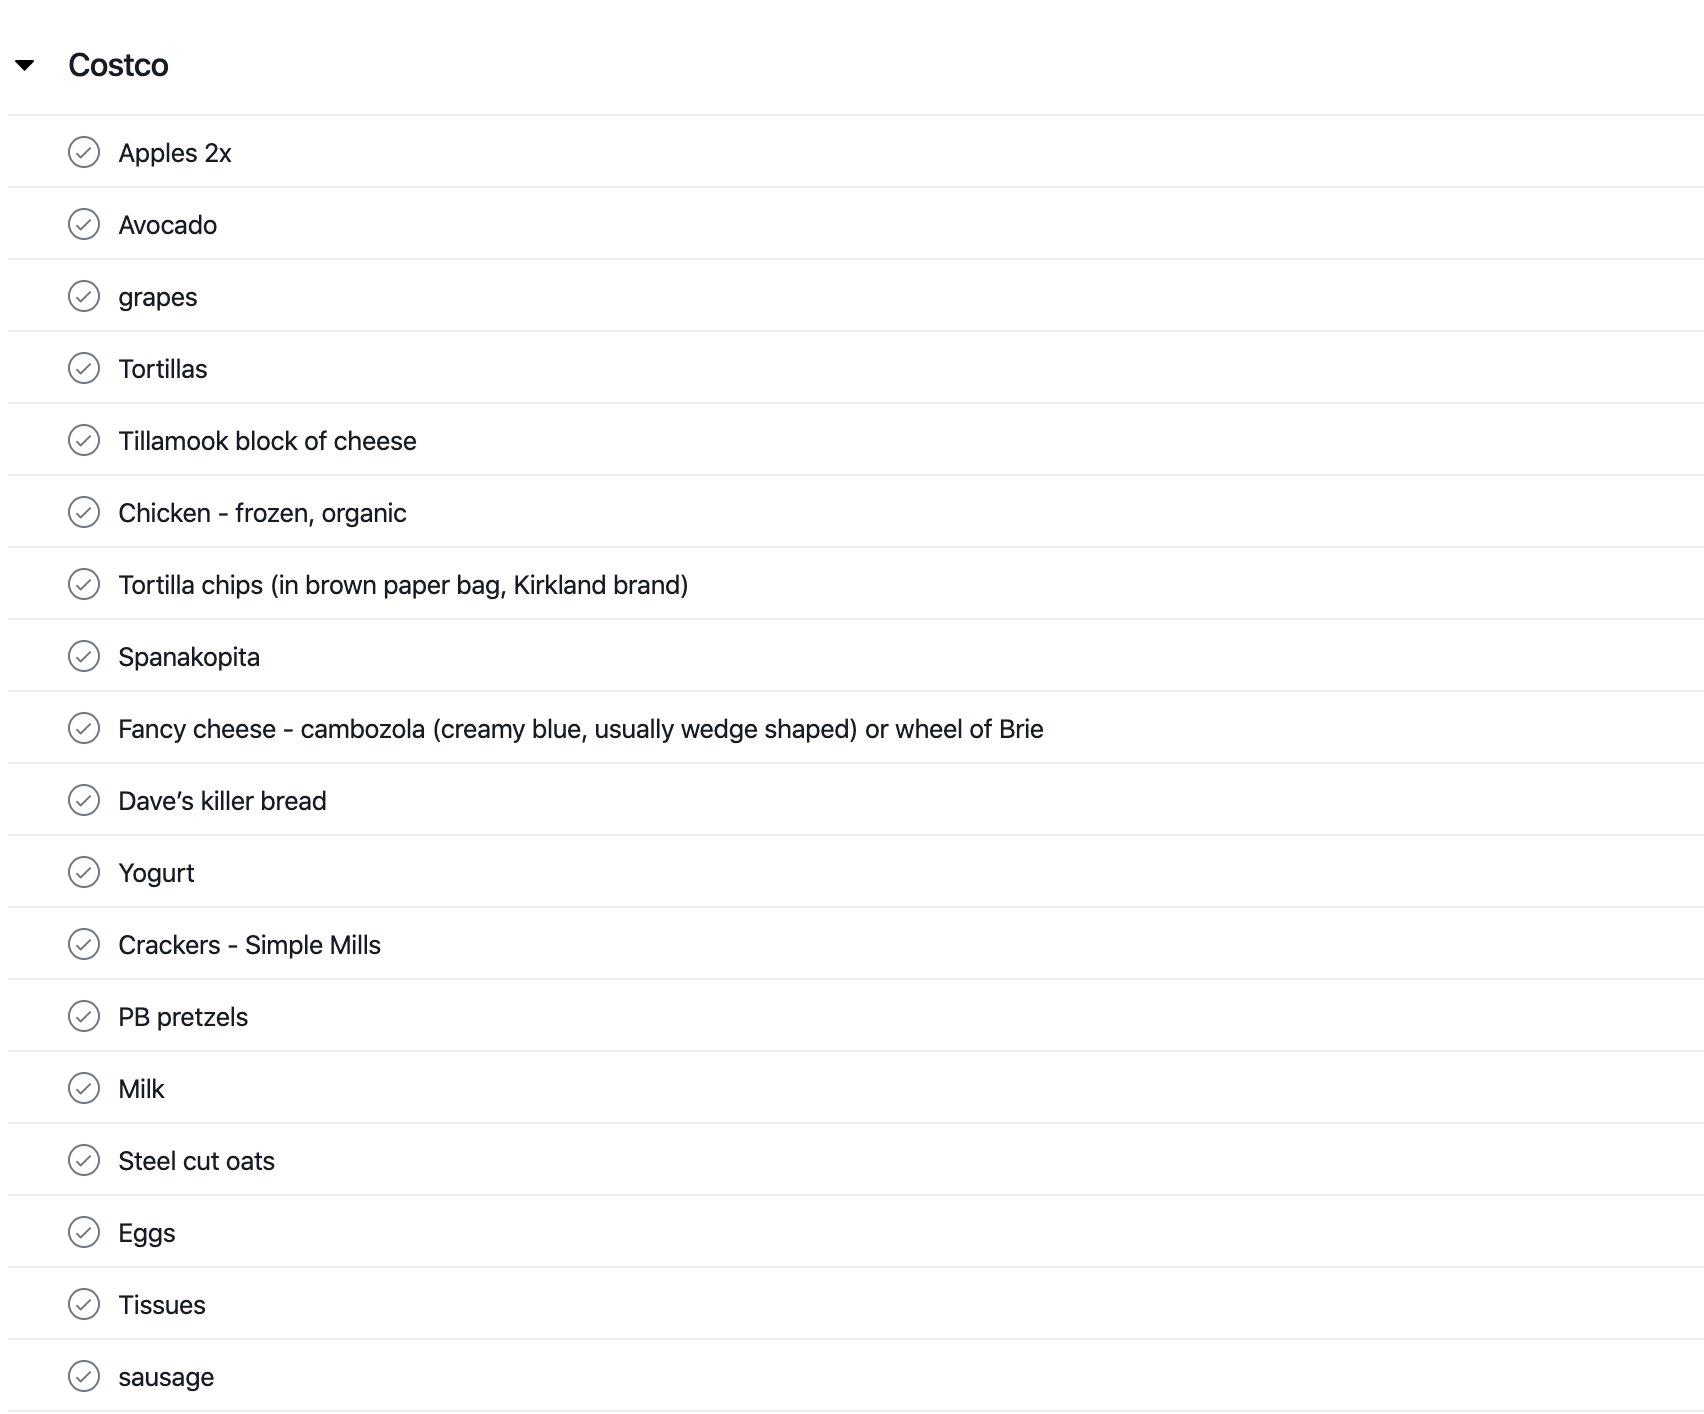 Costco
Apples 2x
Avocado
grapes
Tortillas
Tillamook block of cheese
Chicken - frozen, organic
Tortilla chips (in brown paper bag, Kirkland brand)
Spanakopita
Fancy cheese - cambozola (creamy blue, usually wedge shaped) or wheel of Brie
Dave’s killer bread
Yogurt
Crackers - Simple Mills
PB pretzels
Milk
Steel cut oats
Eggs
Tissues
sausage